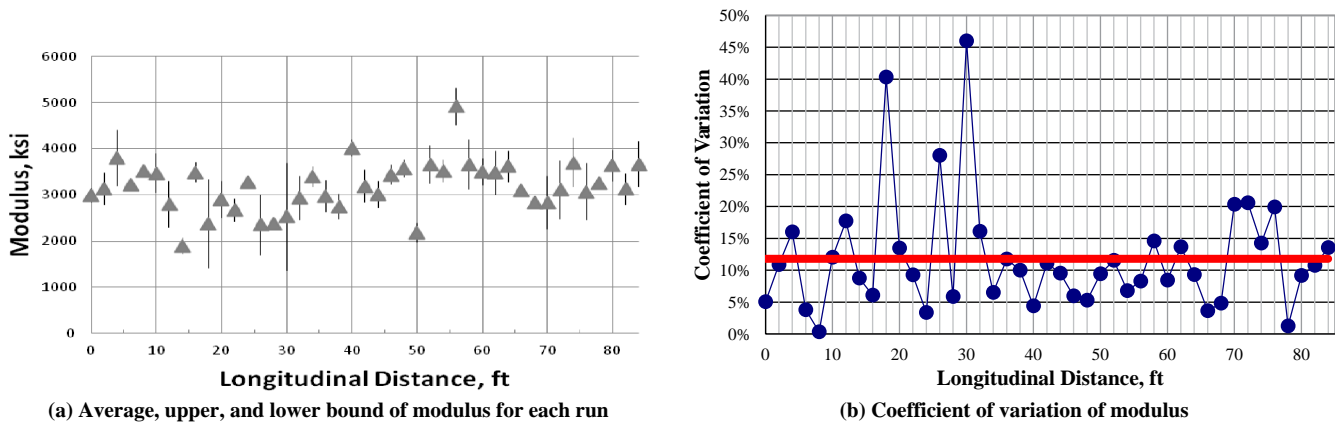 6000
5000
4000
3000
2000
1000
0
Modulus, ksi
0 10 20 30 40 50 60 70 80
Longitudinal Distance, ft
(a) Average, upper, and lower bound of modulus for each run
50%
45%
40%
35%
30%
25%
20%
15%
10%
5%
0%
Coefficient of Variation
0 10 20 30 40 50 60 70 80
Longitudinal Distance, ft
(b) Coefficient of variation of modulus